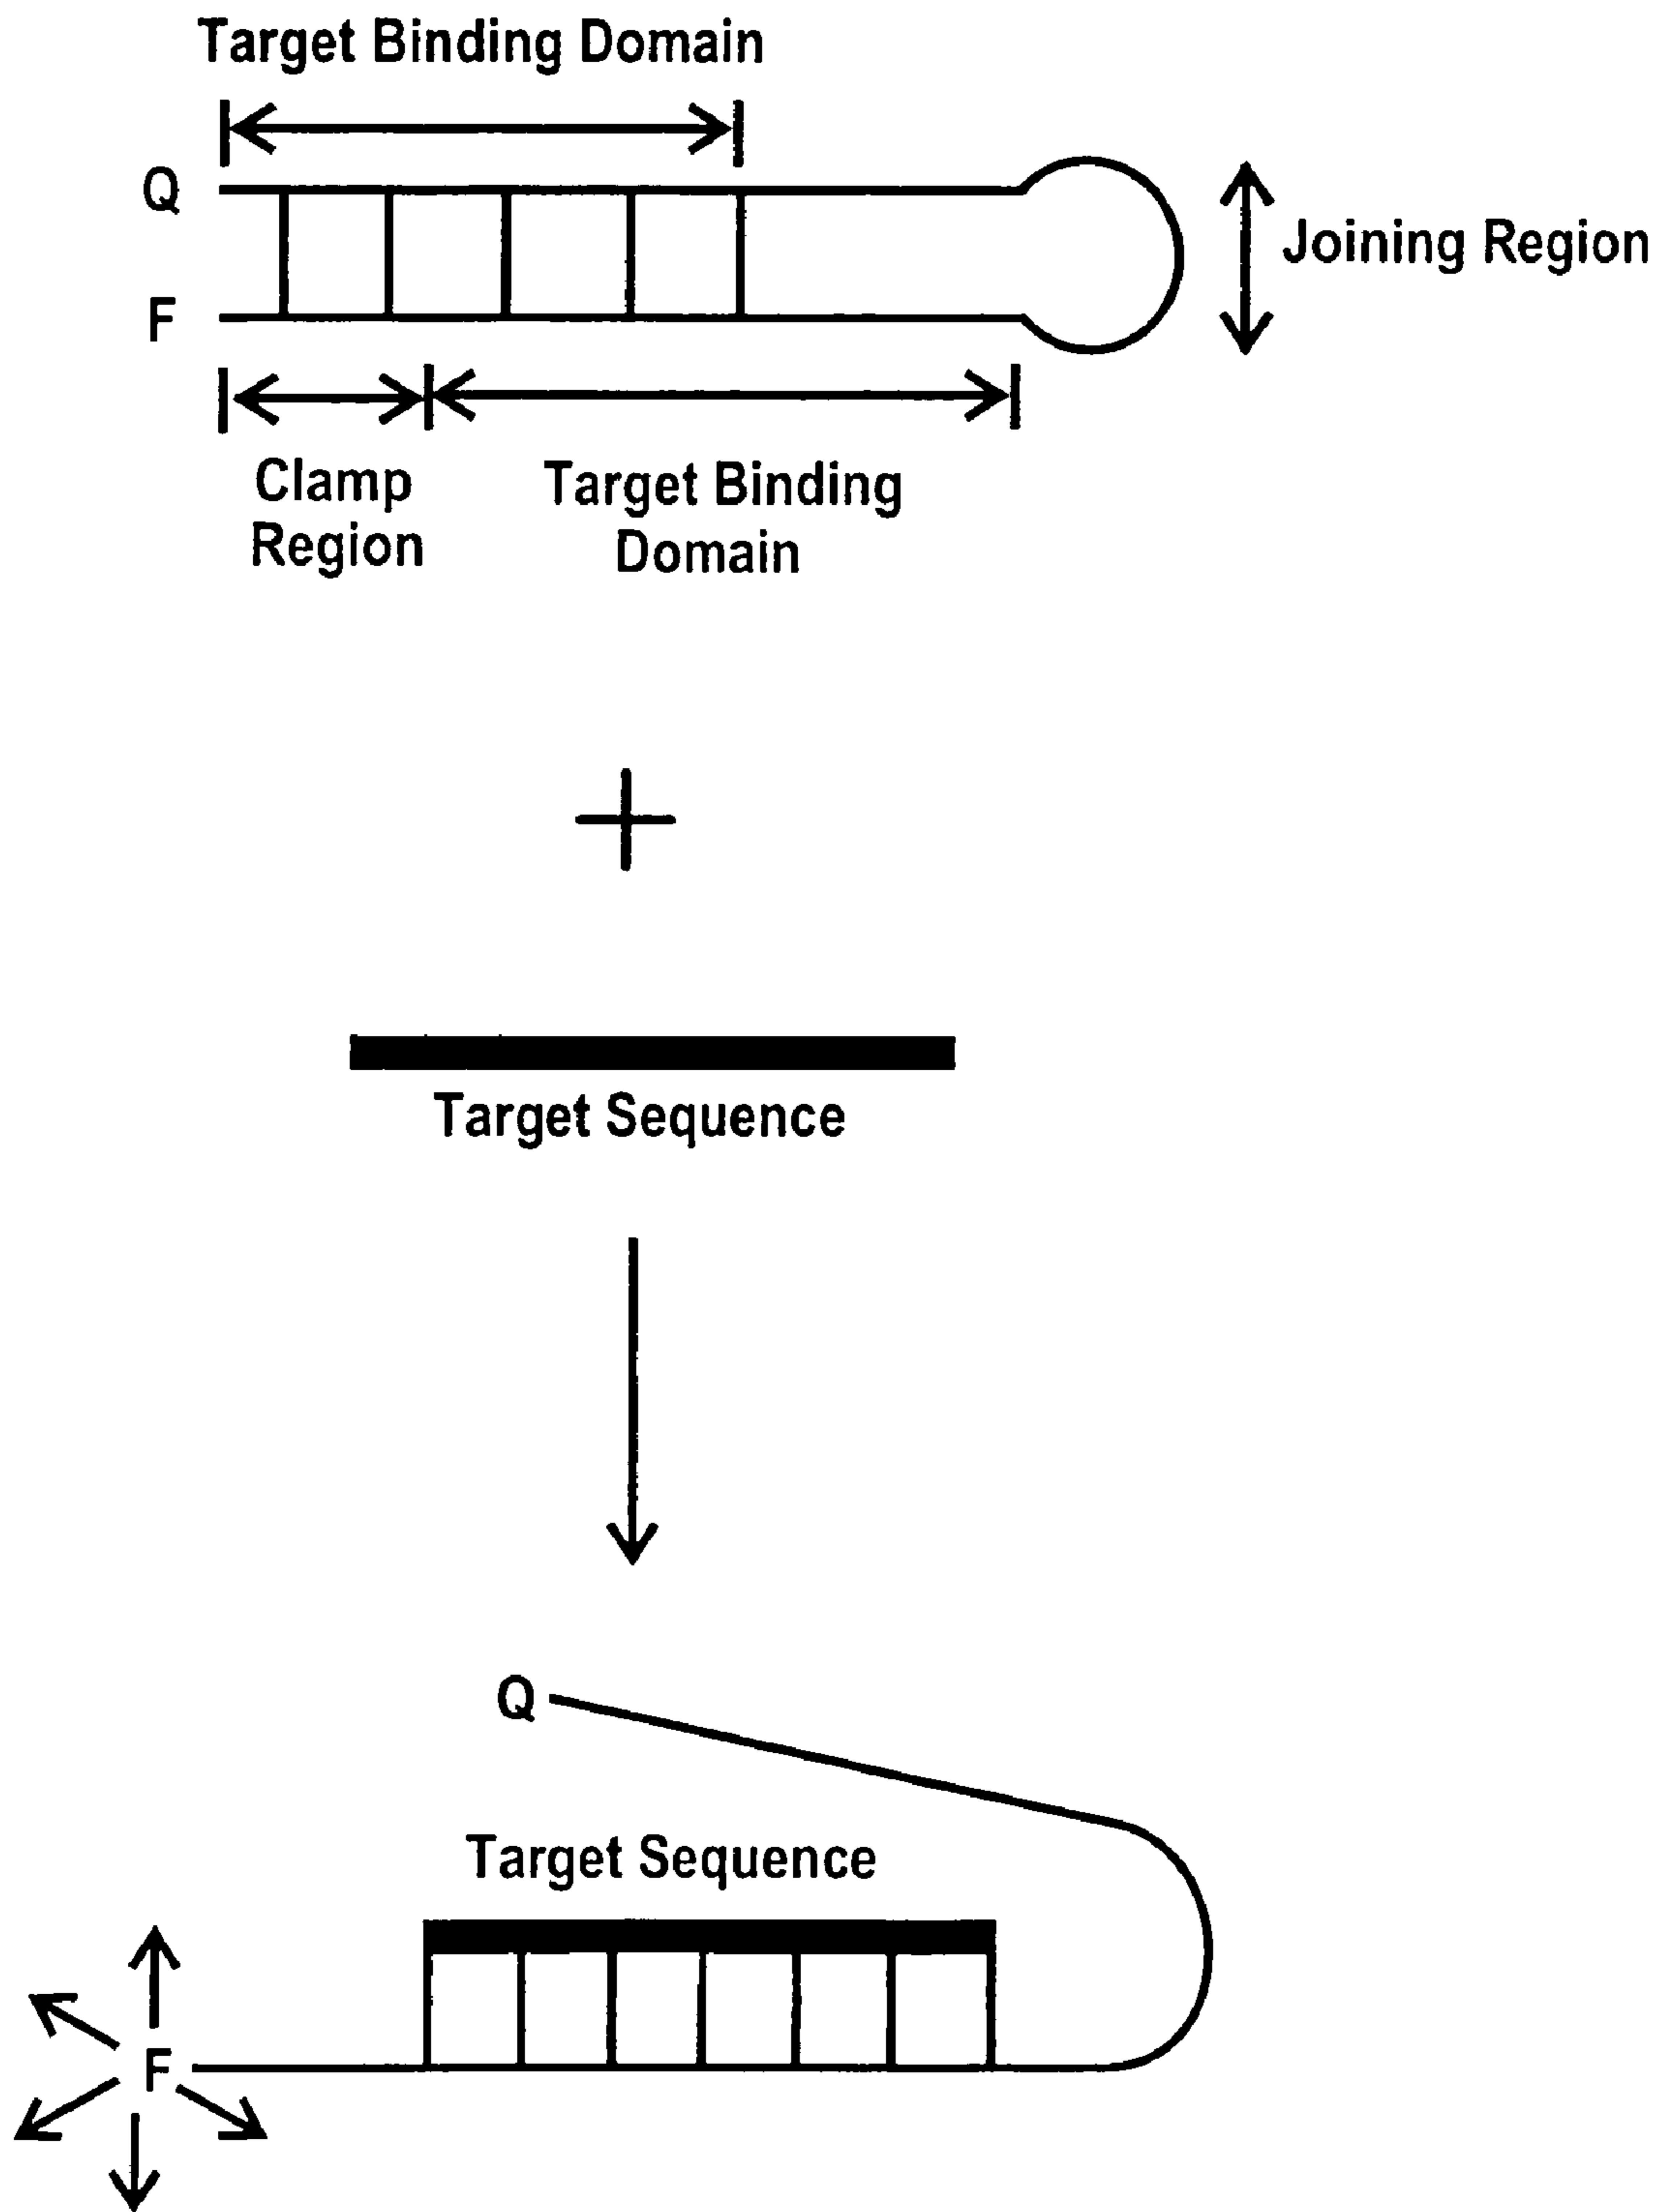 Target Binding Domain
Q
F
Joining Region
Clamp
Region
Target Binding
Domain
+
Target Sequence
Q
Target Sequence
F